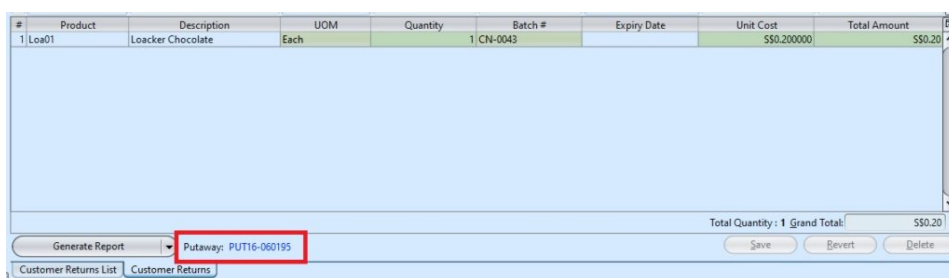 # Product Description UOM Quantity Batch # Expiry Date Unit Cost Total Amount
1 Loa01 Loacker Chocolate Each 1 CN-0043 S$0.200000 S$0.20
Total Quantity : 1 Grand Total: S$0.20
Generate Report Putaway: PUT16-060195 Save Revert Delete
Customer Returns List Customer Returns